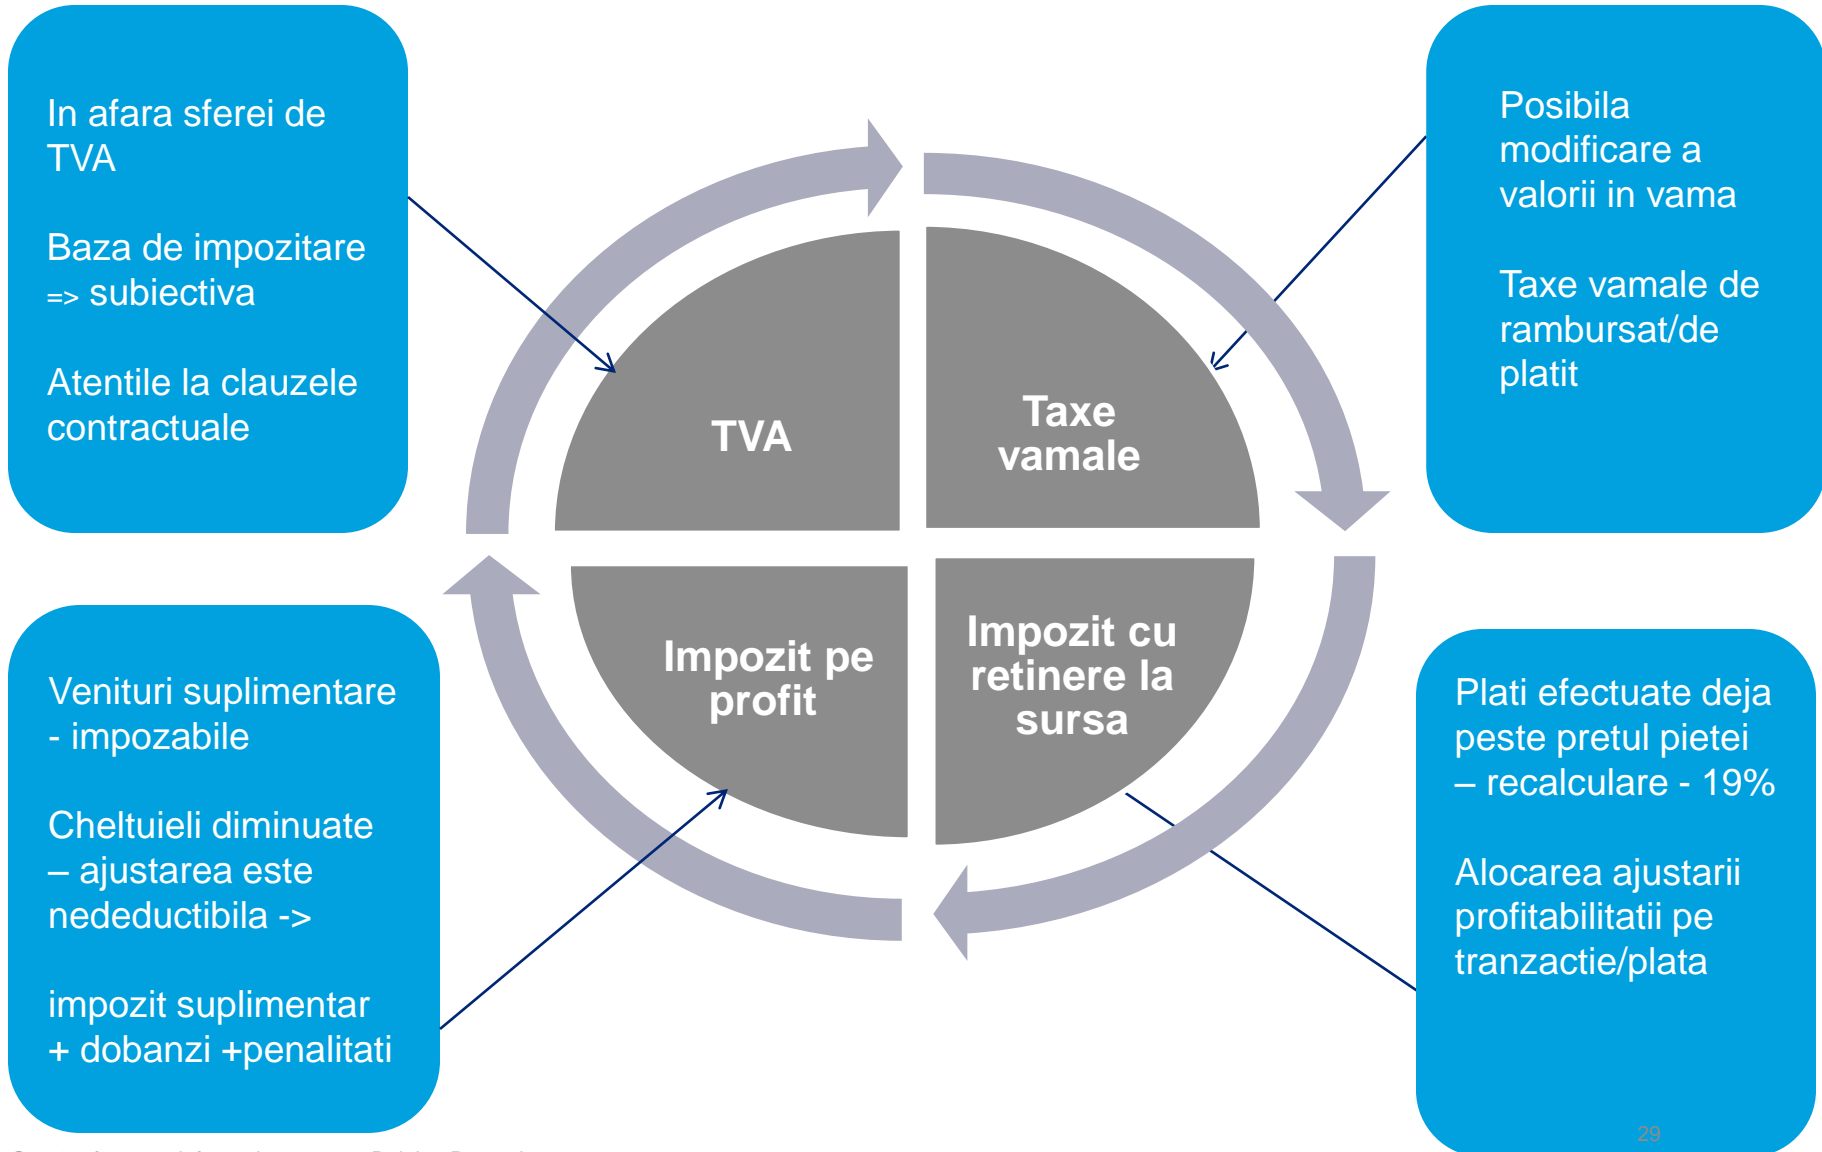 In afara sferei de
TVA
Baza de impozitare
=> subiectiva
Atentile la clauzele
contractuale
Posibila
modificare a
valorii in vama
Taxe vamale de
rambursat/de
platit
TVA
Taxe
vamale
Impozit pe
profit
Impozit cu
retinere la
sursa
Venituri suplimentare
- impozabile
Cheltuieli diminuate
– ajustarea este
nedeductibila ->
impozit suplimentar
+ dobanzi +penalitati
Plati efectuate deja
peste pretul pietei
– recalculare - 19%
Alocarea ajustarii
profitabilitatii pe
tranzactie/plata
29